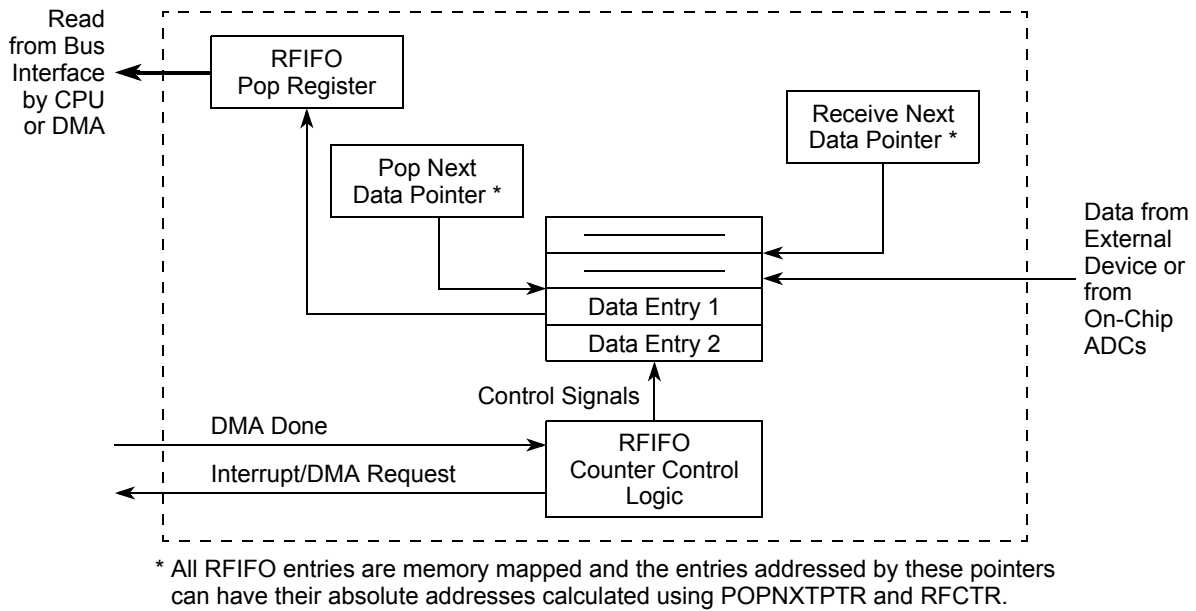 Read
from Bus
Interface
by CPU
or DMA
RFIFO
Pop Register
Pop Next
Data Pointer *
Receive Next
Data Pointer *
Data from
External
Device or
from
On-Chip
ADCs
Data Entry 1
Data Entry 2
Control Signals
DMA Done
Interrupt/DMA Request
RFIFO
Counter Control
Logic
* All RFIFO entries are memory mapped and the entries addressed by these pointers
can have their absolute addresses calculated using POPNXTPTR and RFCTR.